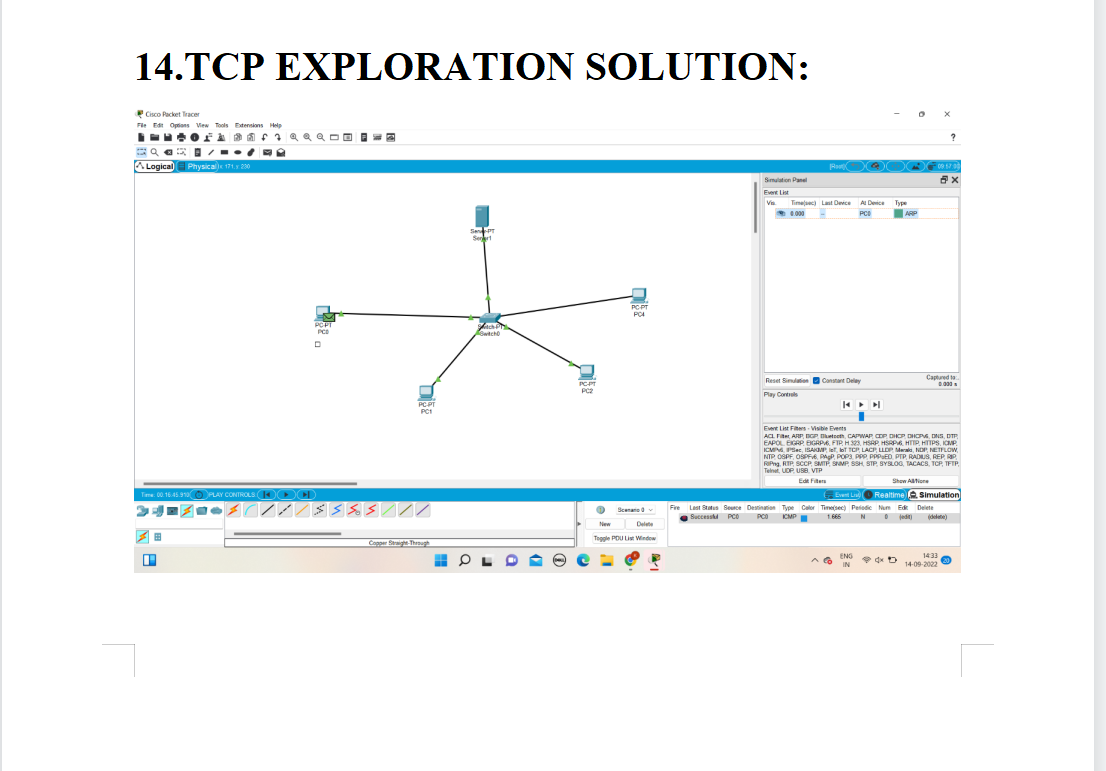 14.TCP EXPLORATION SOLUTION:
Cisco Packet Tracer
File Edit Options View Tools Extensions Help
?
Logical Physical x: 171 y: 230
[Root] 09:57:
Simulation Panel
Event List
Vis. Time(sec) Last Device At Device Type
0.000 -- PC0 ARP
Server-PT
Server1
PC-PT
PC4
PC-PT
PC0
Switch-PT
Switch0
PC-PT
PC2
PC-PT
PC1
Reset Simulation Constant Delay Captured to:
0.000 s
Play Controls
Event List Filters - Visible Events
ACL Filter, ARP, BGP, Bluetooth, CAPWAP, CDP, DHCP, DHCPv6, DNS, DTP,
EAPOL, EIGRP, EIGRPv6, FTP, H.323, HSRP, HSRPv6, HTTP, HTTPS, ICMP,
ICMPv6, IPSec, ISAKMP, IoT, IoT TCP, LACP, LLDP, Meraki, NDP, NETFLOW,
NTP, OSPF, OSPFv6, PAgP, POP3, PPP, PPPoED, PTP, RADIUS, REP, RIP,
RIPng, RTP, SCCP, SMTP, SNMP, SSH, STP, SYSLOG, TACACS, TCP, TFTP,
Telnet, UDP, USB, VTP
Edit Filters Show All/None
Time: 00:16:45.910 PLAY CONTROLS: Event List Realtime Simulation
Scenario 0
New Delete
Toggle PDU List Window
Fire Last Status Source Destination Type Color Time(sec) Periodic Num Edit Delete
Successful PC0 PC0 ICMP 1.665 N 0 (edit) (delete)
Copper Straight-Through
ENG
IN
14:33
14-09-2022
20